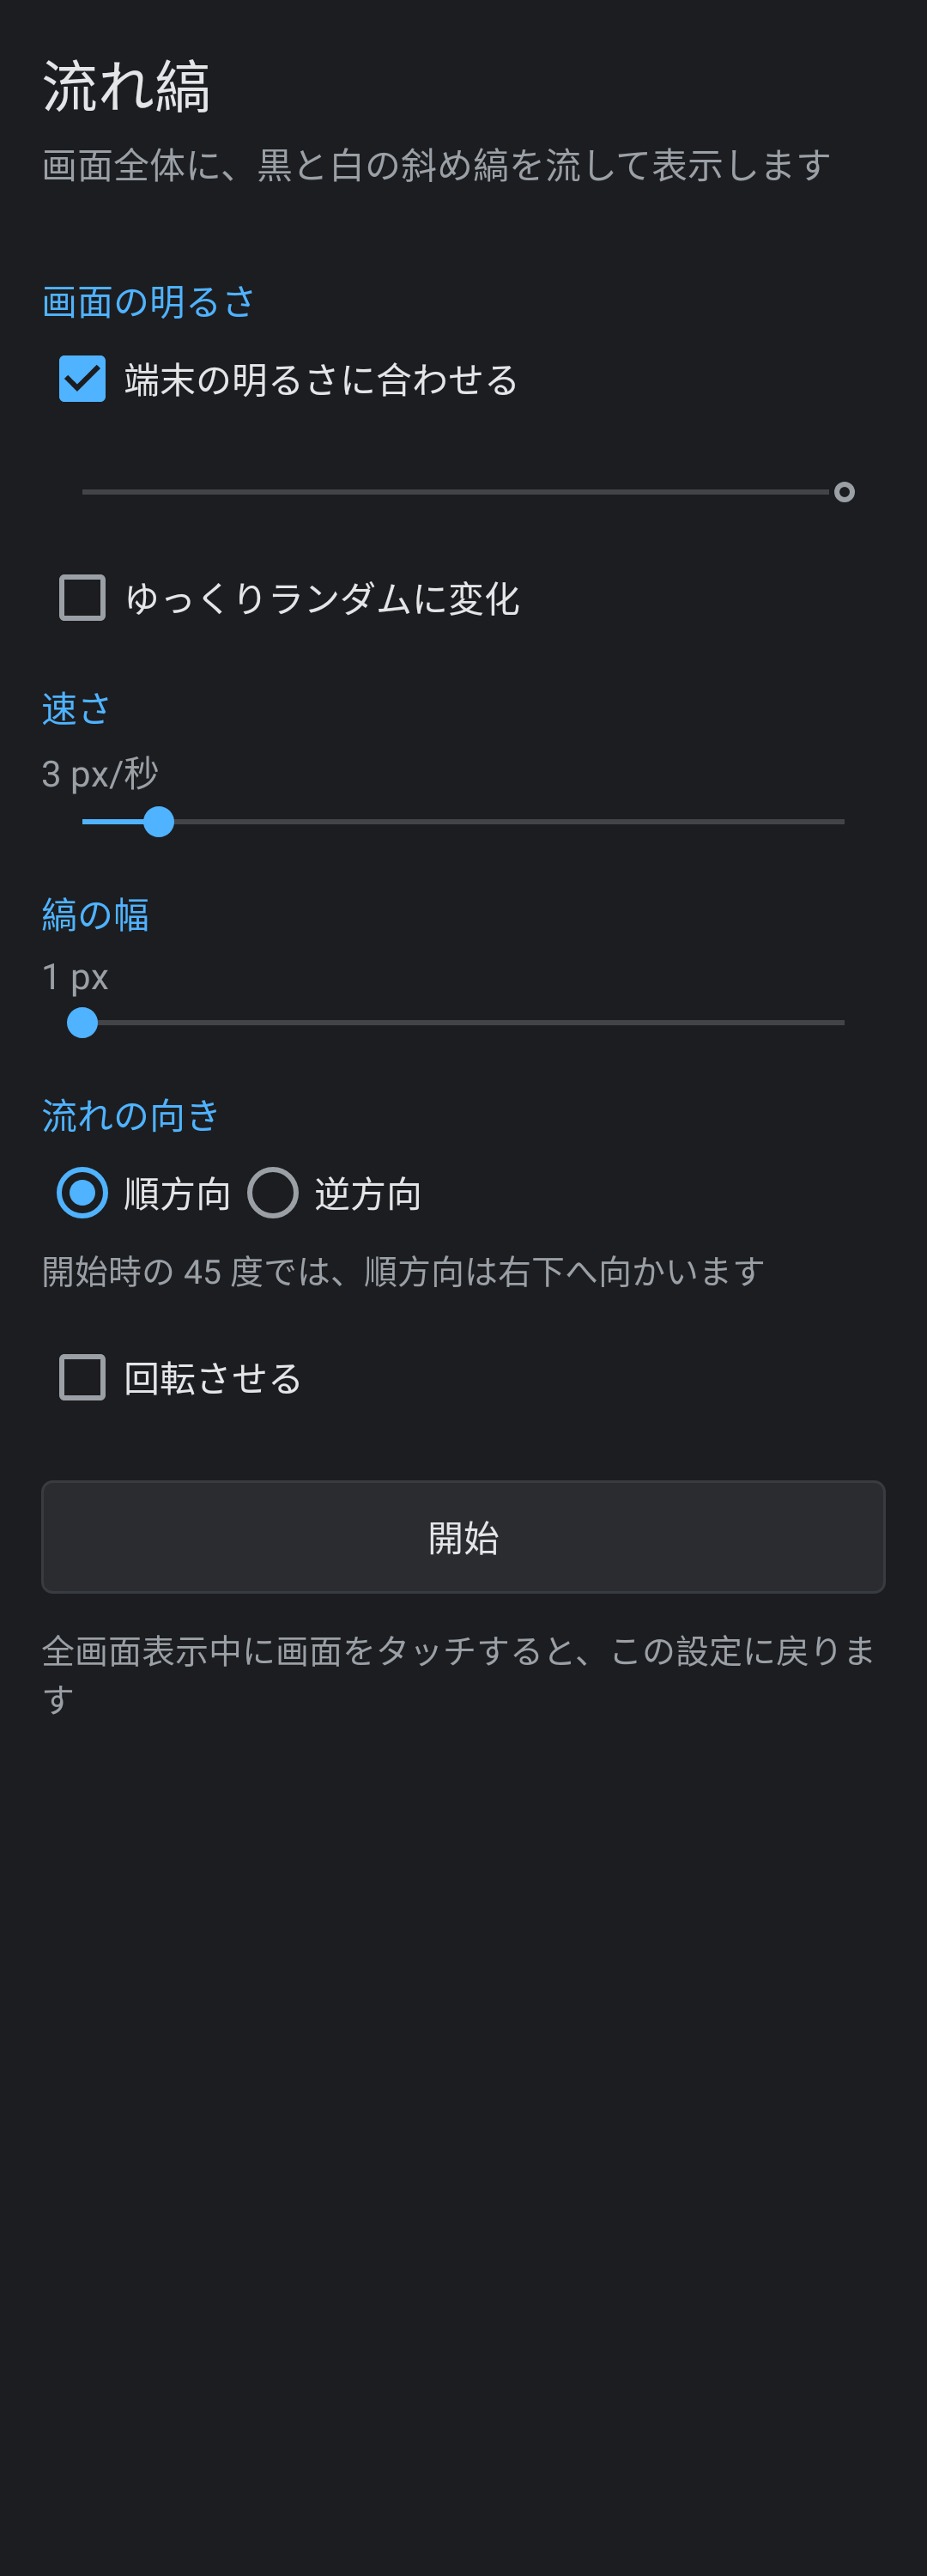 流れ縞
画面全体に、黒と白の斜め縞を流して表示します
画面の明るさ
端末の明るさに合わせる
ゆっくりランダムに変化
速さ
3 px/秒
縞の幅
1 px
流れの向き
順方向 逆方向
開始時の 45 度では、順方向は右下へ向かいます
回転させる
開始
全画面表示中に画面をタッチすると、この設定に戻りま
す